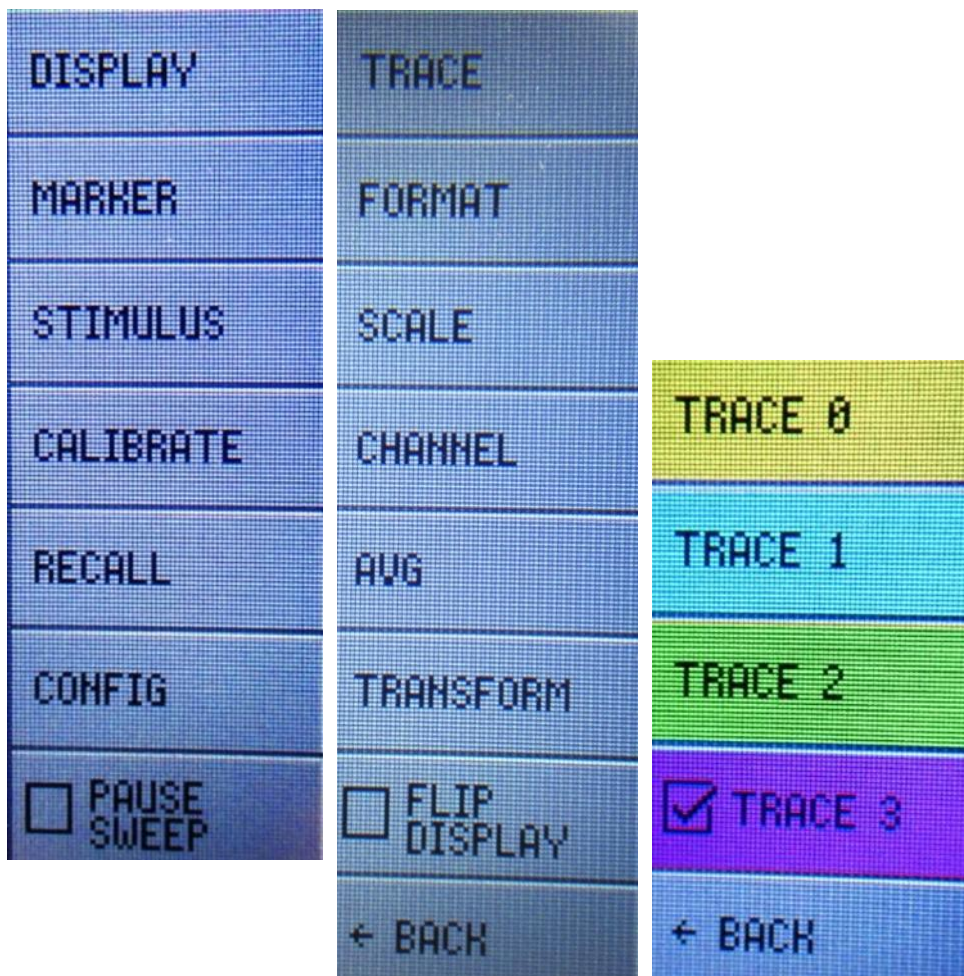 DISPLAY
MARKER
STIMULUS
CALIBRATE
RECALL
CONFIG
PAUSE
SWEEP
TRACE
FORMAT
SCALE
CHANNEL
AVG
TRANSFORM
FLIP
DISPLAY
← BACK
TRACE 0
TRACE 1
TRACE 2
TRACE 3
← BACK